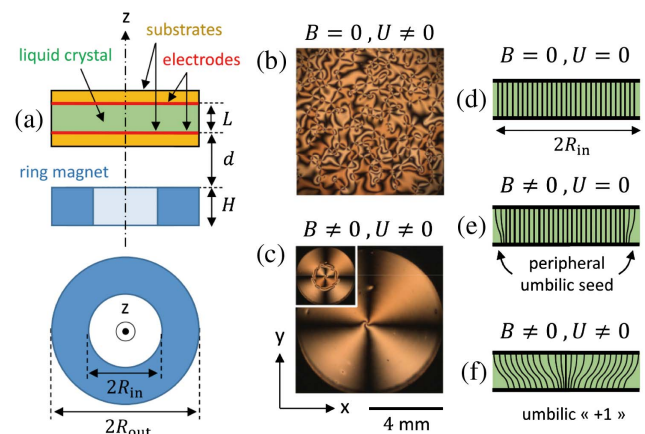 z
substrates
liquid crystal
electrodes
(a)
L
d
ring magnet
H
z
2R_in
2R_out
B = 0 , U ≠ 0
(b)
B ≠ 0 , U ≠ 0
(c)
y
x
4 mm
B = 0 , U = 0
(d)
2R_in
B ≠ 0 , U = 0
(e)
peripheral
umbilic seed
B ≠ 0 , U ≠ 0
(f)
umbilic « +1 »